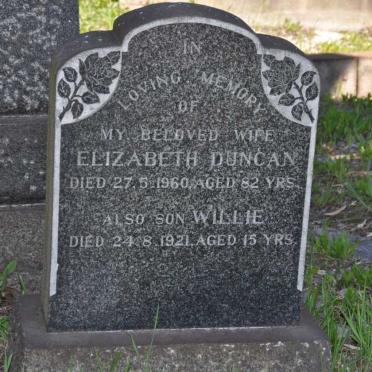 IN
LOVING MEMORY
OF
MY BELOVED WIFE
ELIZABETH DUNCAN
DIED 27.5.1960, AGED 82 YRS.
ALSO SON WILLIE
DIED 24.8.1921, AGED 15 YRS.